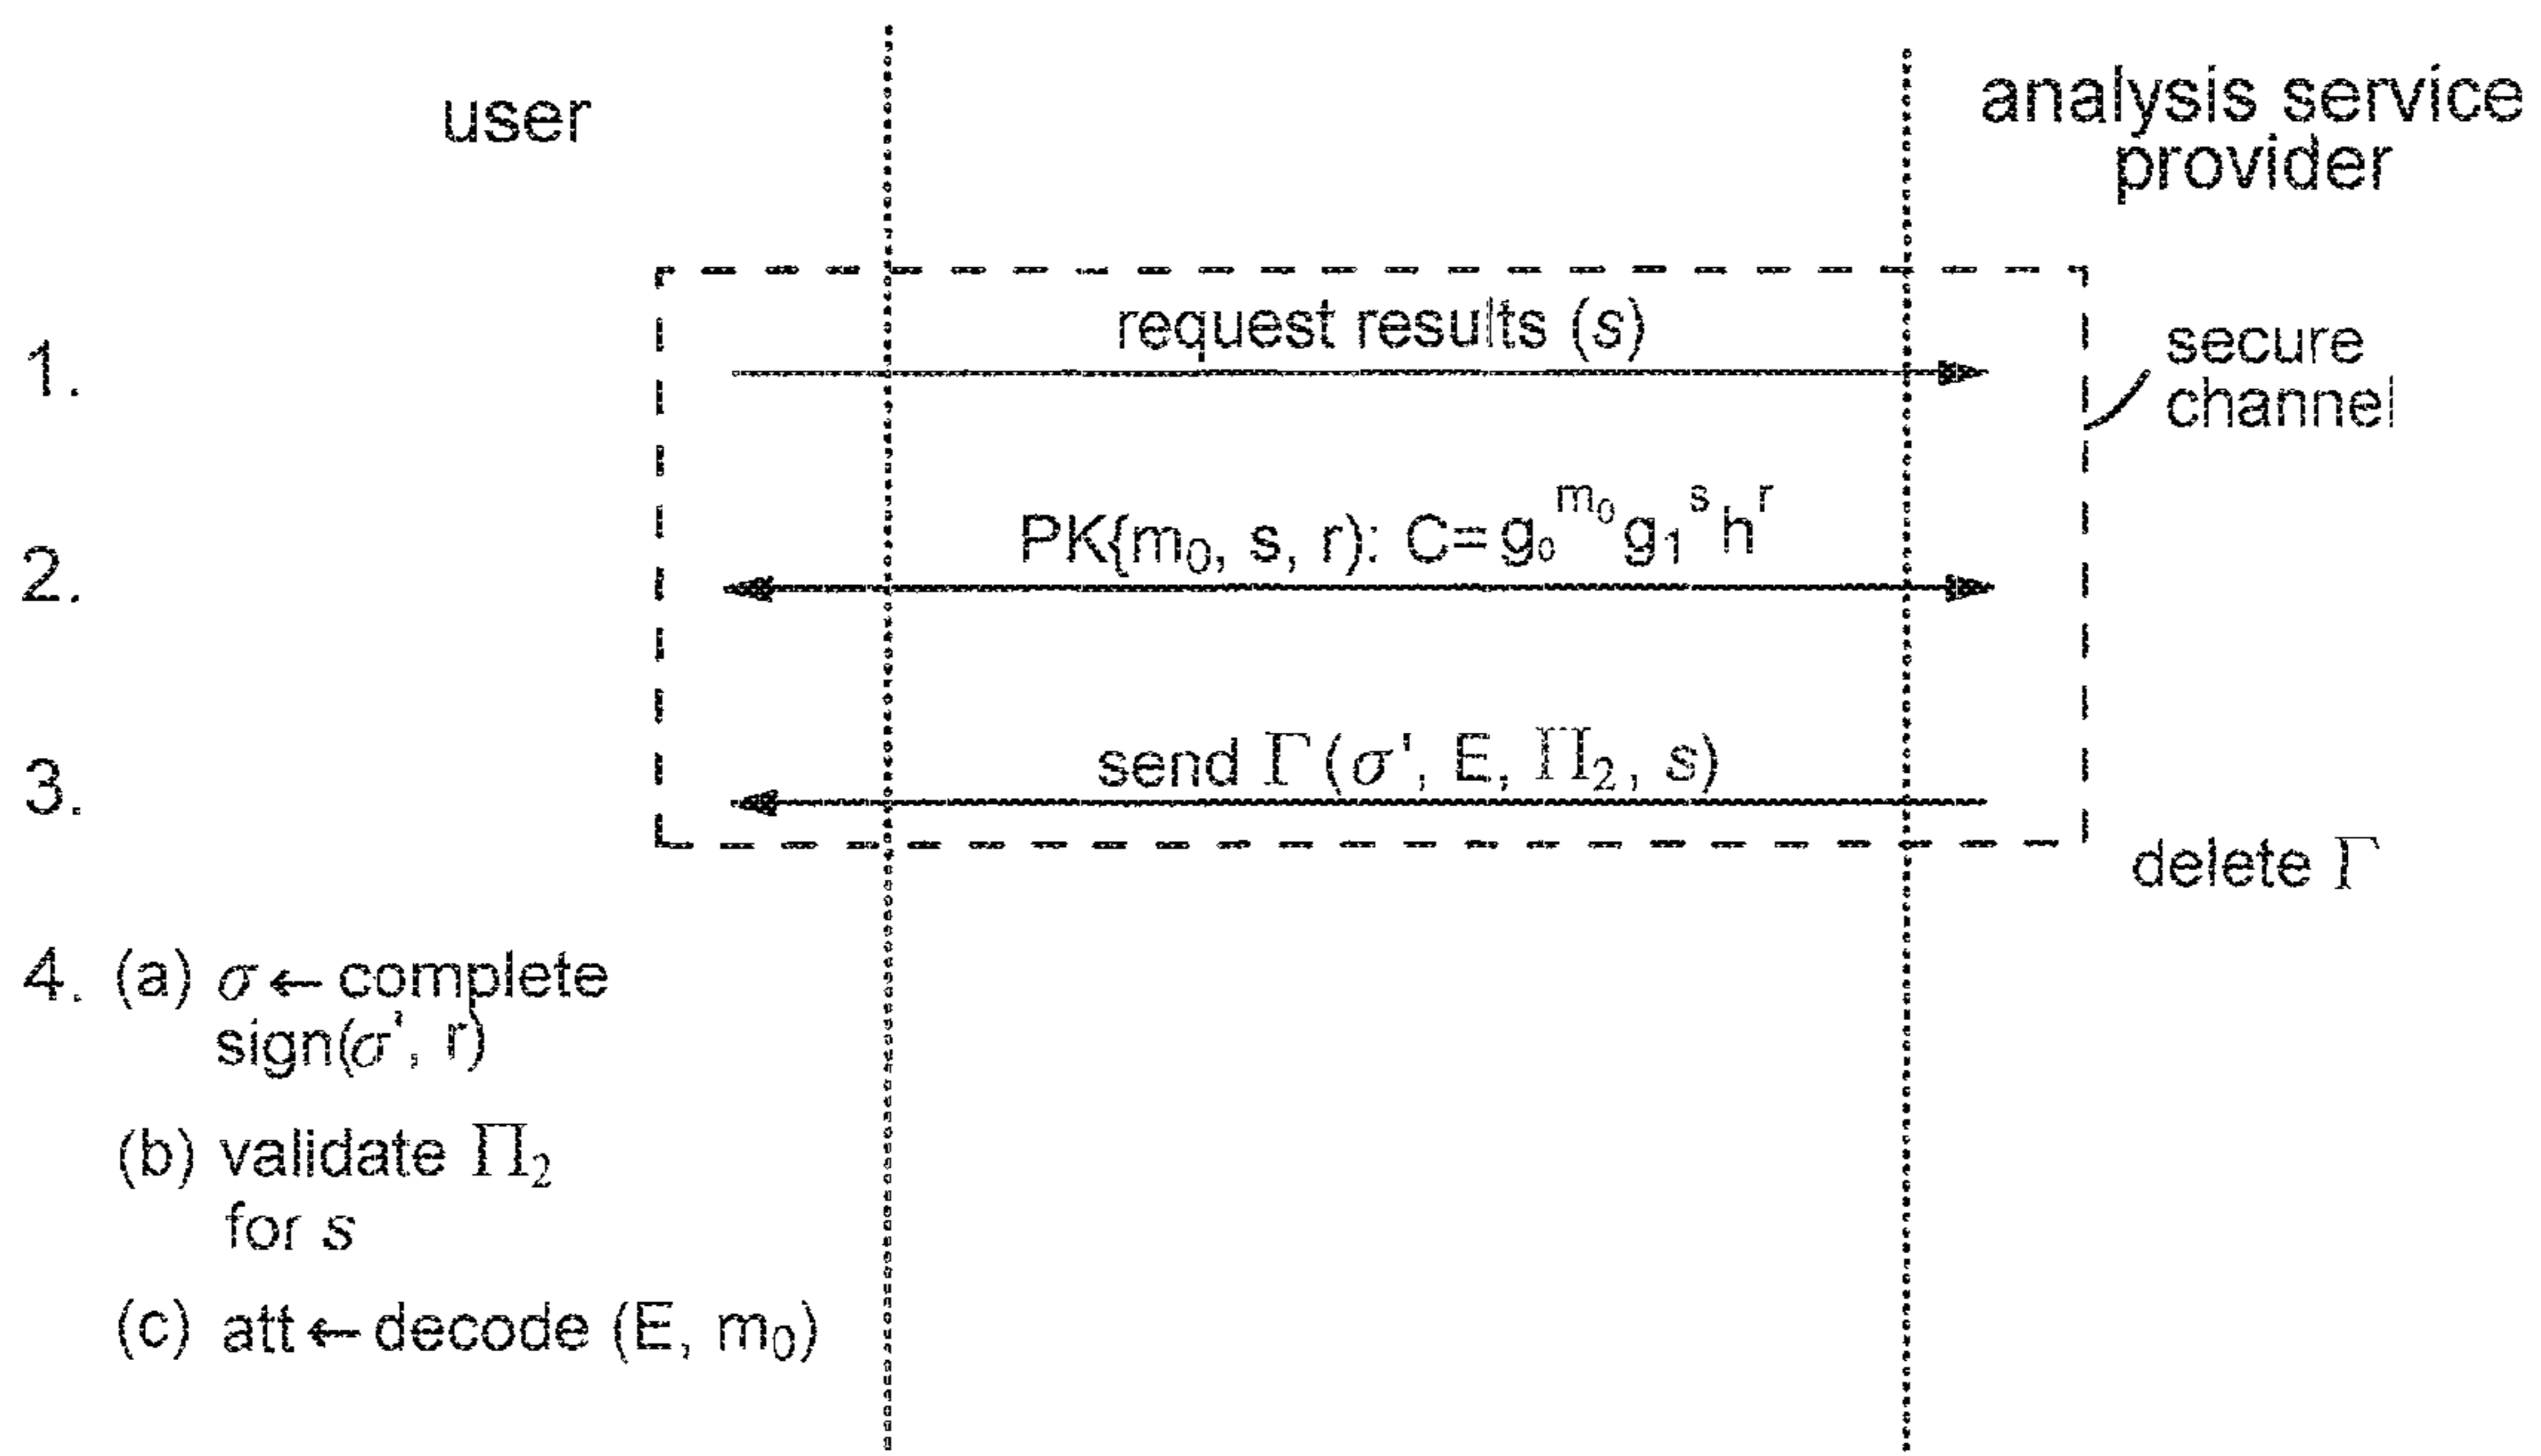 user
analysis service
provider
1.
request results (s)
secure
channel
2.
PK{m₀, s, r): C=g₀^m₀ g₁^s h^r
3.
send Γ(σ', E, Π₂, s)
delete Γ
4. (a) σ ← complete
sign(σ', r)
(b) validate Π₂
for s
(c) att ← decode (E, m₀)